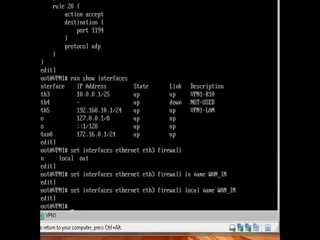 rule 20 {
action accept
destination {
port 1194
}
protocol udp
}
edit]
oot@VPN1# run show interfaces
nterface IP Address State Link Description
th3 10.0.0.1/25 up up VPN1-R10
th4 - up down NOT-USED
th5 192.168.10.1/24 up up VPN1-LAN
o 127.0.0.1/8 up up
o ::1/128 up up
un0 172.16.0.1/24 up up
edit]
oot@VPN1# set interfaces ethernet eth3 firewall
n local out
edit]
oot@VPN1# set interfaces ethernet eth3 firewall in name WAN_IN
edit]
oot@VPN1# set interfaces ethernet eth3 firewall local name WAN_IN
edit]
oot@VPN1#
VPN1
o return to your computer, press Ctrl+Alt.